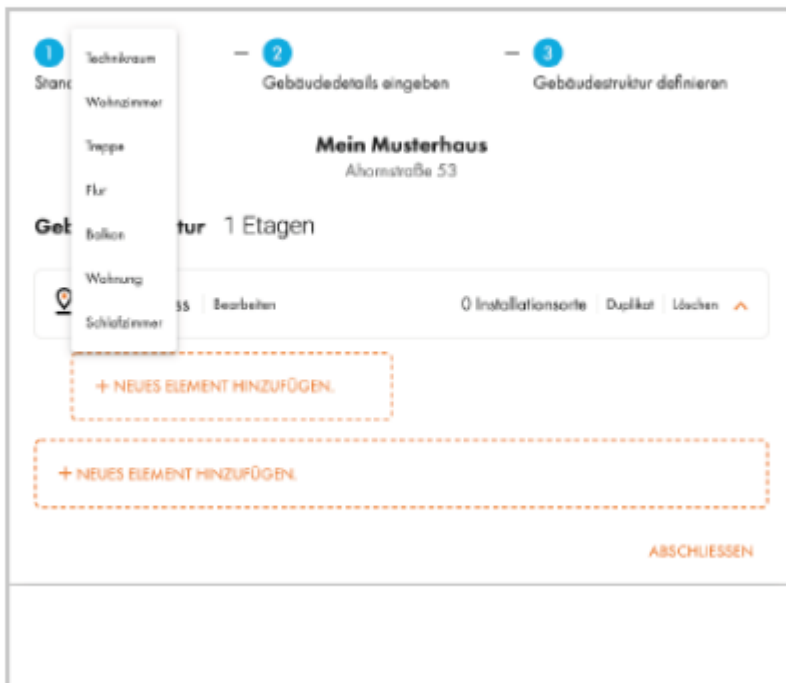 1
2
3
Stand
Gebäudedetails eingeben
Gebäudestruktur definieren
Technikraum
Wohnzimmer
Treppe
Flur
Balkon
Wohnung
Schlafzimmer
Mein Musterhaus
Ahornstraße 53
Geb tur 1 Etagen
ss Bearbeiten 0 Installationsorte Duplikat Löschen
+ NEUES ELEMENT HINZUFÜGEN.
+ NEUES ELEMENT HINZUFÜGEN.
ABSCHLIESSEN